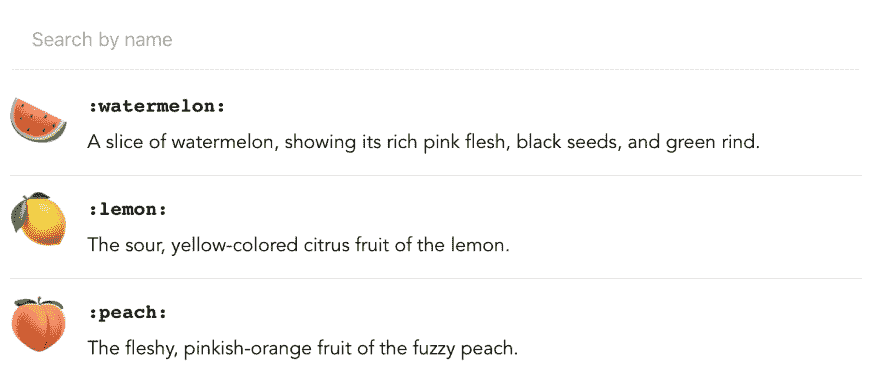 Search by name
:watermelon:
A slice of watermelon, showing its rich pink flesh, black seeds, and green rind.
:lemon:
The sour, yellow-colored citrus fruit of the lemon.
:peach:
The fleshy, pinkish-orange fruit of the fuzzy peach.